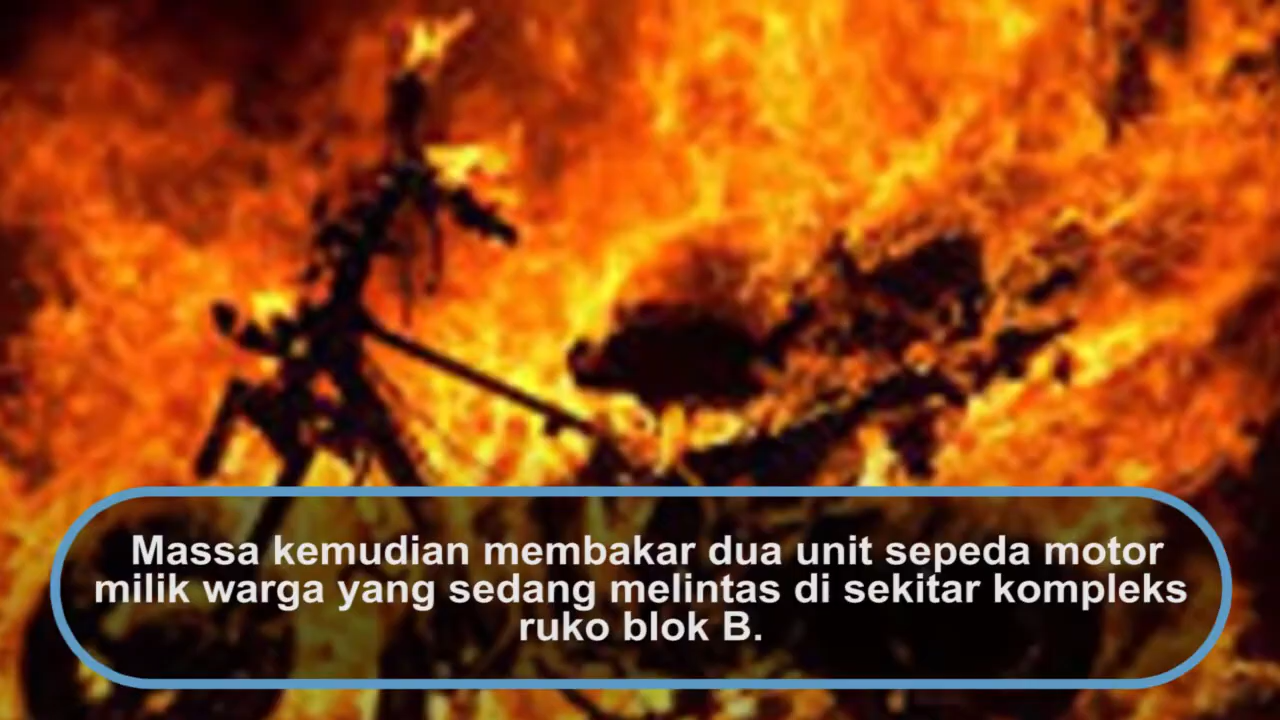 Massa kemudian membakar dua unit sepeda motor
milik warga yang sedang melintas di sekitar kompleks
ruko blok B.